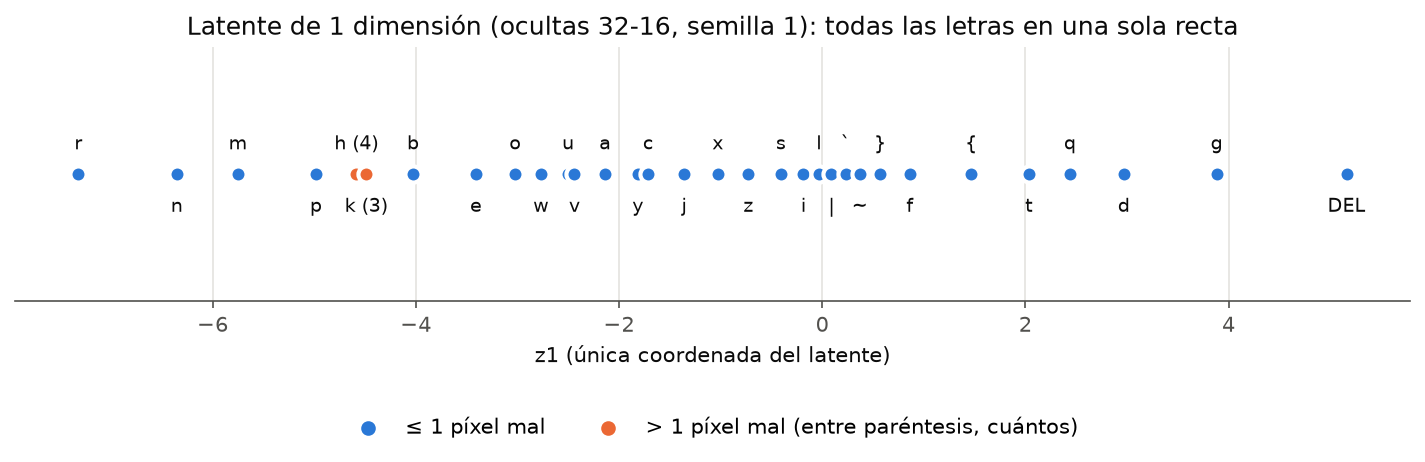 Latente de 1 dimensión (ocultas 32-16, semilla 1): todas las letras en una sola recta
r m h (4) b o u a c x s l ` } { q g
n p k (3) e w v y j z i | ~ f t d DEL
−6 −4 −2 0 2 4
z1 (única coordenada del latente)
≤ 1 píxel mal > 1 píxel mal (entre paréntesis, cuántos)